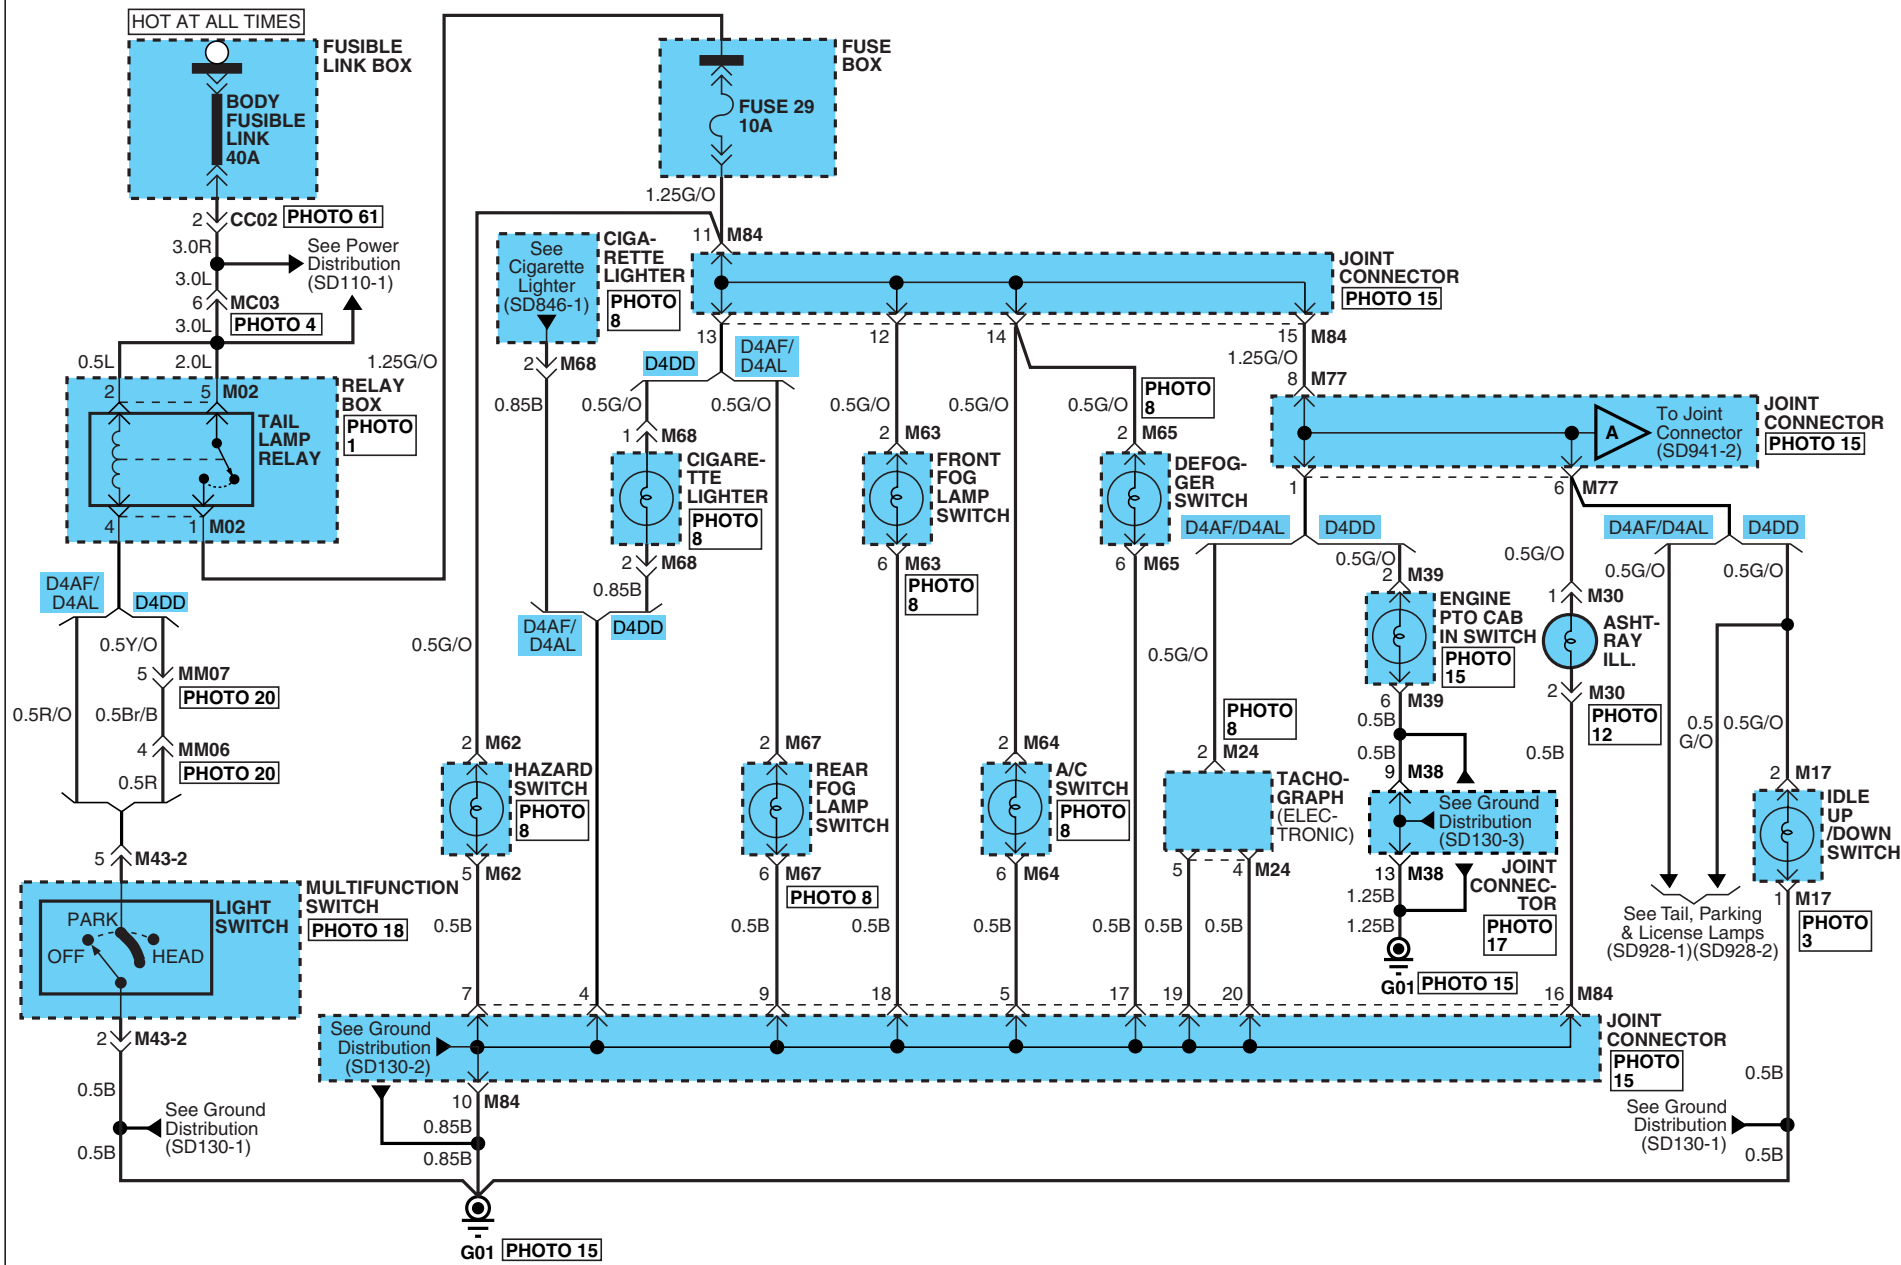 HOT AT ALL TIMES
FUSIBLE
LINK BOX
BODY
FUSIBLE
LINK
40A
2
CC02
PHOTO 61
3.0R
See Power
Distribution
(SD110-1)
3.0L
6
MC03
PHOTO 4
3.0L
0.5L
2.0L
1.25G/O
2
5
M02
RELAY
BOX
PHOTO
1
TAIL
LAMP
RELAY
4
1
M02
D4AF/
D4AL
D4DD
0.5Y/O
5
MM07
PHOTO 20
0.5R/O
0.5Br/B
4
MM06
PHOTO 20
0.5R
5
M43-2
MULTIFUNCTION
SWITCH
PHOTO 18
LIGHT
SWITCH
PARK
OFF
HEAD
2
M43-2
0.5B
See Ground
Distribution
(SD130-1)
0.5B
FUSE
BOX
FUSE 29
10A
1.25G/O
11
M84
See
Cigarette
Lighter
(SD846-1)
CIGA-
RETTE
LIGHTER
PHOTO
8
2
M68
0.85B
JOINT
CONNECTOR
PHOTO 15
13
12
14
15
M84
D4DD
D4AF/
D4AL
1.25G/O
8
M77
0.5G/O
0.5G/O
0.5G/O
0.5G/O
0.5G/O
PHOTO
8
1
M68
CIGARE-
TTE
LIGHTER
PHOTO
8
2
M68
0.85B
D4AF/
D4AL
D4DD
2
M63
FRONT
FOG
LAMP
SWITCH
6
M63
PHOTO
8
2
M65
DEFOG-
GER
SWITCH
6
M65
A
To Joint
Connector
(SD941-2)
JOINT
CONNECTOR
PHOTO 15
1
6
M77
D4AF/D4AL
D4DD
D4AF/D4AL
D4DD
0.5G/O
0.5G/O
0.5G/O
0.5G/O
2
M39
ENGINE
PTO CAB
IN SWITCH
PHOTO
15
6
M39
0.5B
0.5B
1
M30
ASHT-
RAY
ILL.
2
M30
PHOTO
12
0.5B
0.5
G/O
0.5G/O
0.5G/O
0.5G/O
2
M62
HAZARD
SWITCH
PHOTO
8
5
M62
0.5B
2
M67
REAR
FOG
LAMP
SWITCH
6
M67
PHOTO 8
0.5B
0.5B
2
M64
A/C
SWITCH
PHOTO
8
6
M64
0.5B
0.5B
PHOTO
8
2
M24
TACHO-
GRAPH
(ELEC-
TRONIC)
5
4
M24
0.5B
0.5B
9
M38
See Ground
Distribution
(SD130-3)
13
M38
JOINT
CONNEC-
TOR
PHOTO
17
1.25B
1.25B
G01
PHOTO 15
2
M17
IDLE
UP
/DOWN
SWITCH
1
M17
PHOTO
3
See Tail, Parking
& License Lamps
(SD928-1)(SD928-2)
7
4
9
18
5
17
19
20
16
M84
See Ground
Distribution
(SD130-2)
JOINT
CONNECTOR
PHOTO
15
10
M84
0.85B
0.85B
0.5B
See Ground
Distribution
(SD130-1)
0.5B
G01
PHOTO 15